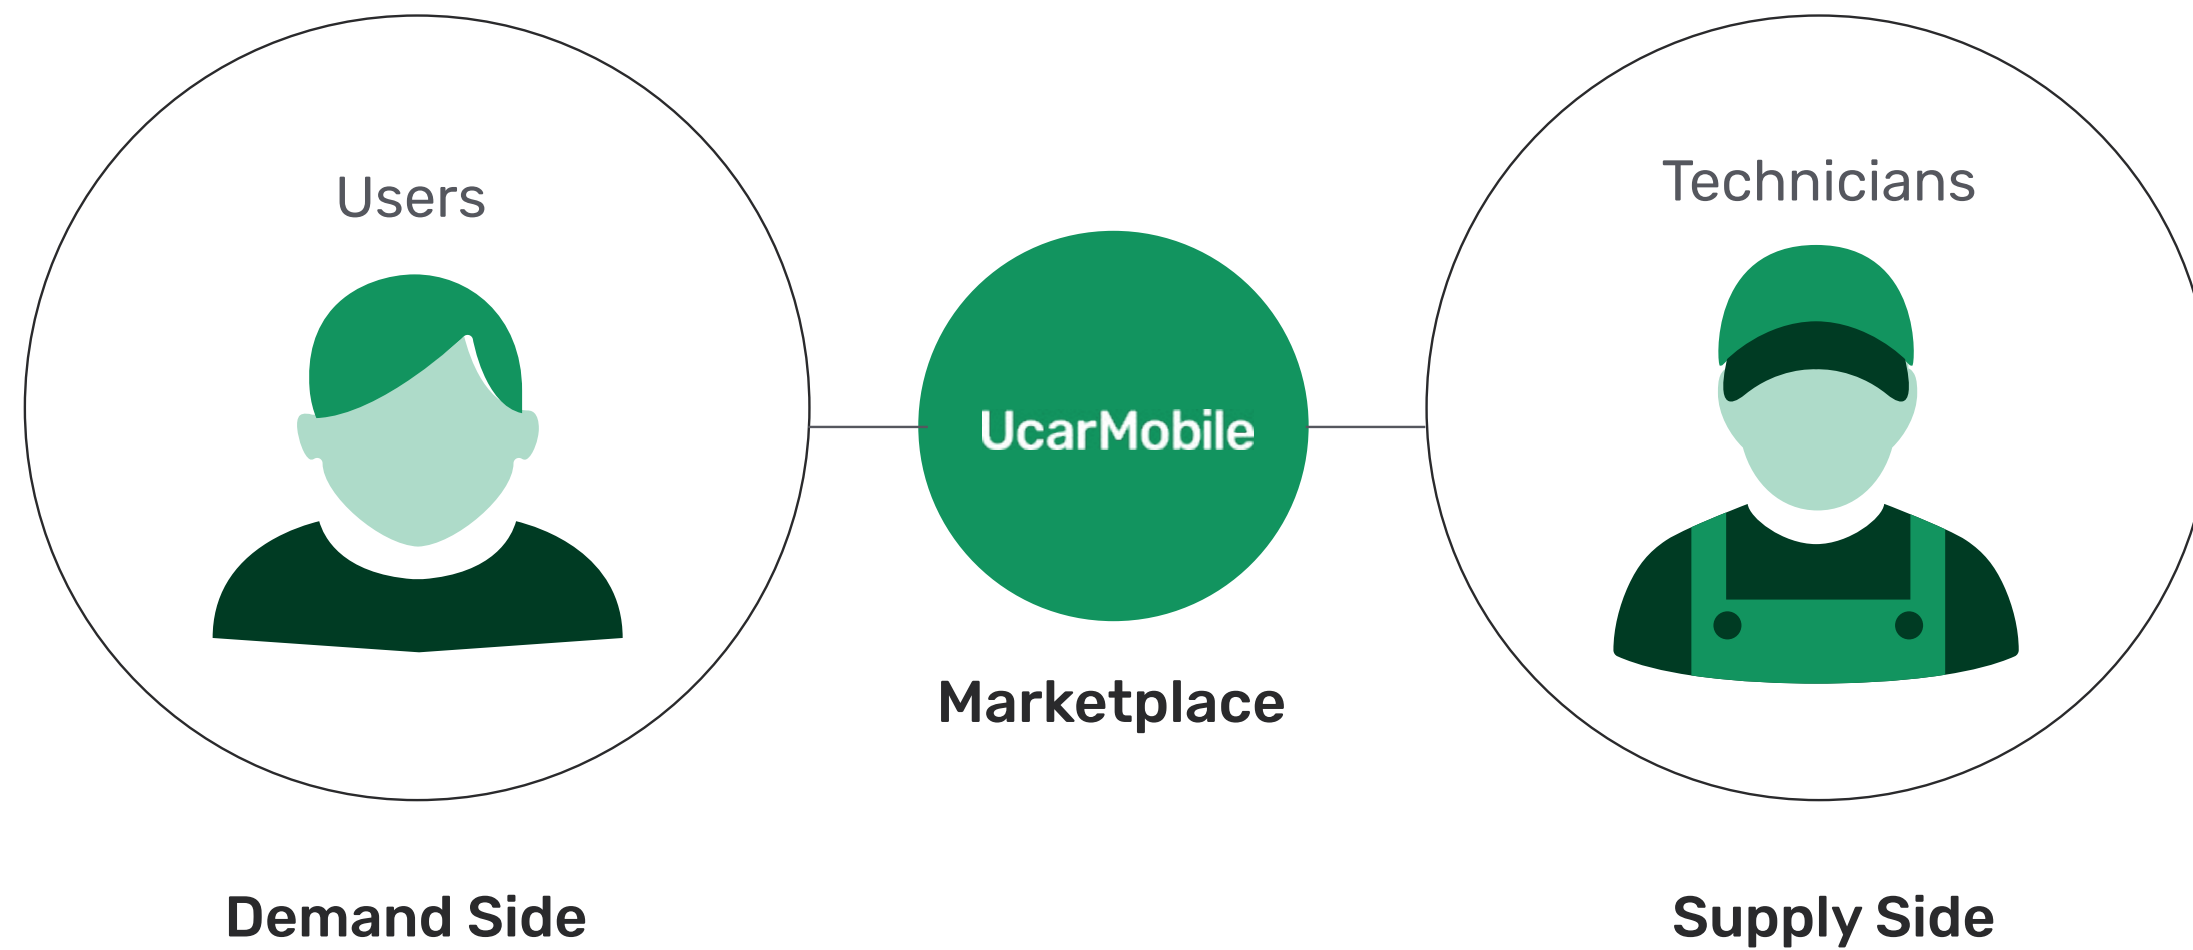 Users
Technicians
UcarMobile
Marketplace
Demand Side
Supply Side